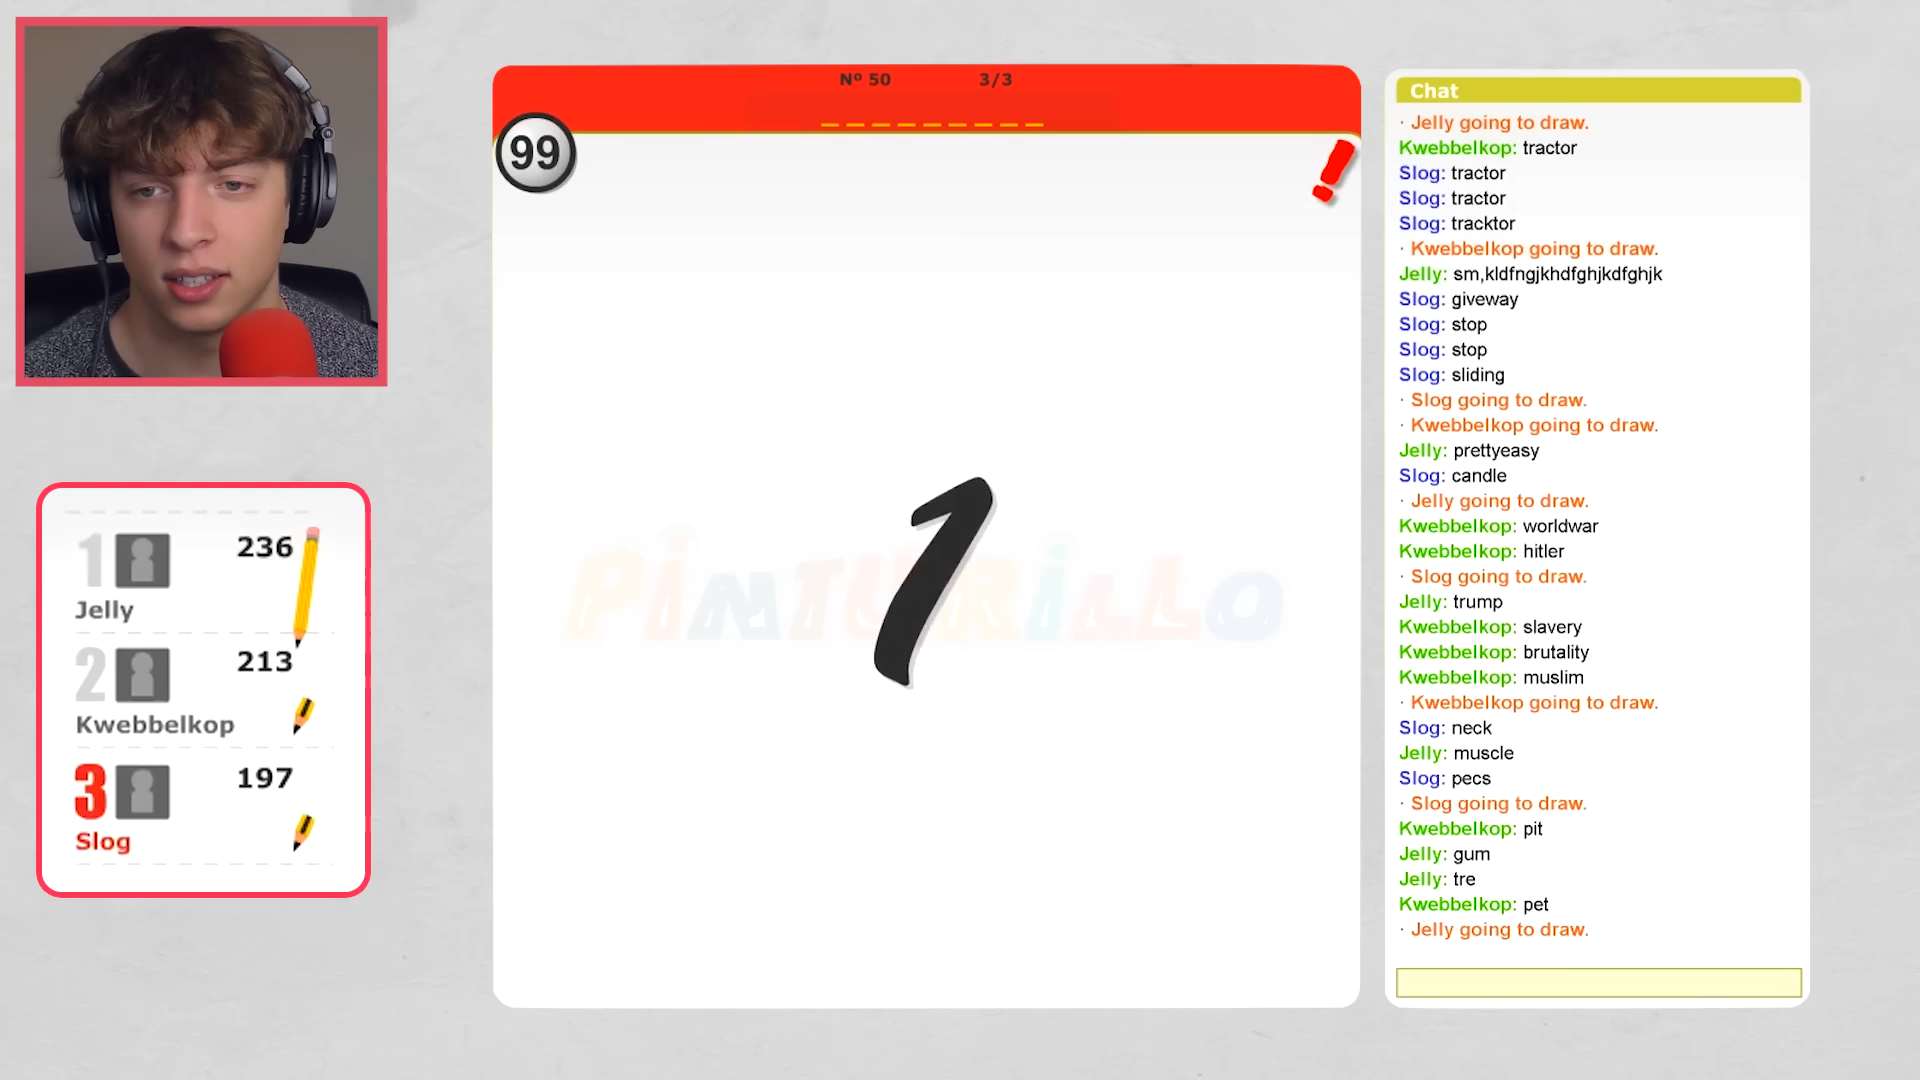 Nº 50 3/3
99
1
PINTURILLO
1 236
Jelly
2 213
Kwebbelkop
3 197
Slog
Chat
· Jelly going to draw.
Kwebbelkop: tractor
Slog: tractor
Slog: tractor
Slog: tracktor
· Kwebbelkop going to draw.
Jelly: sm,kldfngjkhdfghjkdfghjk
Slog: giveway
Slog: stop
Slog: stop
Slog: sliding
· Slog going to draw.
· Kwebbelkop going to draw.
Jelly: prettyeasy
Slog: candle
· Jelly going to draw.
Kwebbelkop: worldwar
Kwebbelkop: hitler
· Slog going to draw.
Jelly: trump
Kwebbelkop: slavery
Kwebbelkop: brutality
Kwebbelkop: muslim
· Kwebbelkop going to draw.
Slog: neck
Jelly: muscle
Slog: pecs
· Slog going to draw.
Kwebbelkop: pit
Jelly: gum
Jelly: tre
Kwebbelkop: pet
· Jelly going to draw.